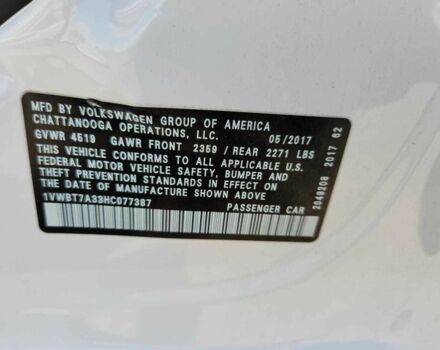 MFD BY VOLKSWAGEN GROUP OF AMERICA
CHATTANOOGA OPERATIONS, LLC. 05/2017
GVWR 4519 GAWR FRONT 2359 / REAR 2271 LBS
THIS VEHICLE CONFORMS TO ALL APPLICABLE U.S.
FEDERAL MOTOR VEHICLE SAFETY, BUMPER AND
THEFT PREVENTION STANDARDS IN EFFECT ON
THE DATE OF MANUFACTURE SHOWN ABOVE
1VWBT7A33HC077387
PASSENGER CAR
2049208 2017 62